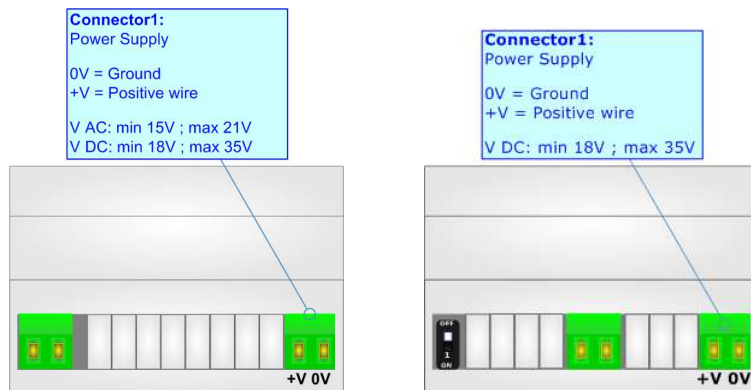 Connector1:
Power Supply
0V = Ground
+V = Positive wire
V AC: min 15V ; max 21V
V DC: min 18V ; max 35V
+V 0V
Connector1:
Power Supply
0V = Ground
+V = Positive wire
V DC: min 18V ; max 35V
OFF
1
ON
+V 0V